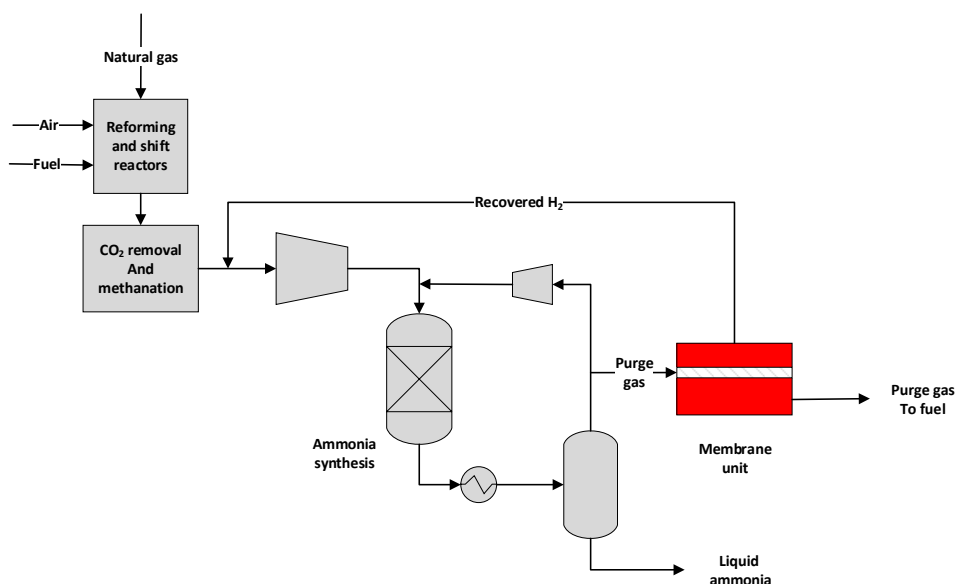 Natural gas
Air
Fuel
Reforming
and shift
reactors
Recovered H₂
CO₂ removal
And
methanation
Purge
gas
Purge gas
To fuel
Ammonia
synthesis
Membrane
unit
Liquid
ammonia